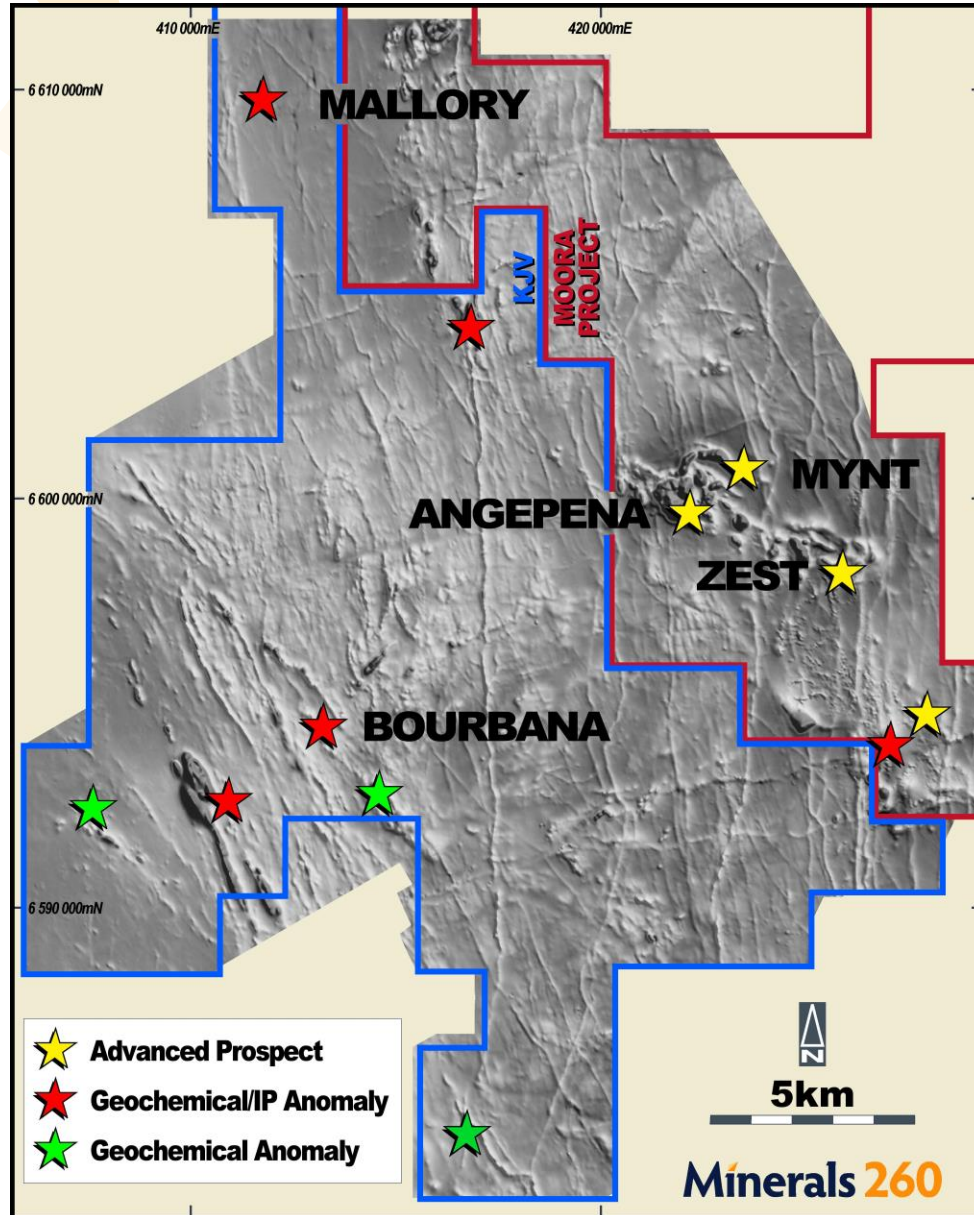 410 000mE
420 000mE
6 610 000mN
MALLORY
KJV
MOORA
PROJECT
MYNT
6 600 000mN
ANGEPENA
ZEST
BOURBANA
6 590 000mN
Advanced Prospect
Geochemical/IP Anomaly
Geochemical Anomaly
N
5km
Minerals 260